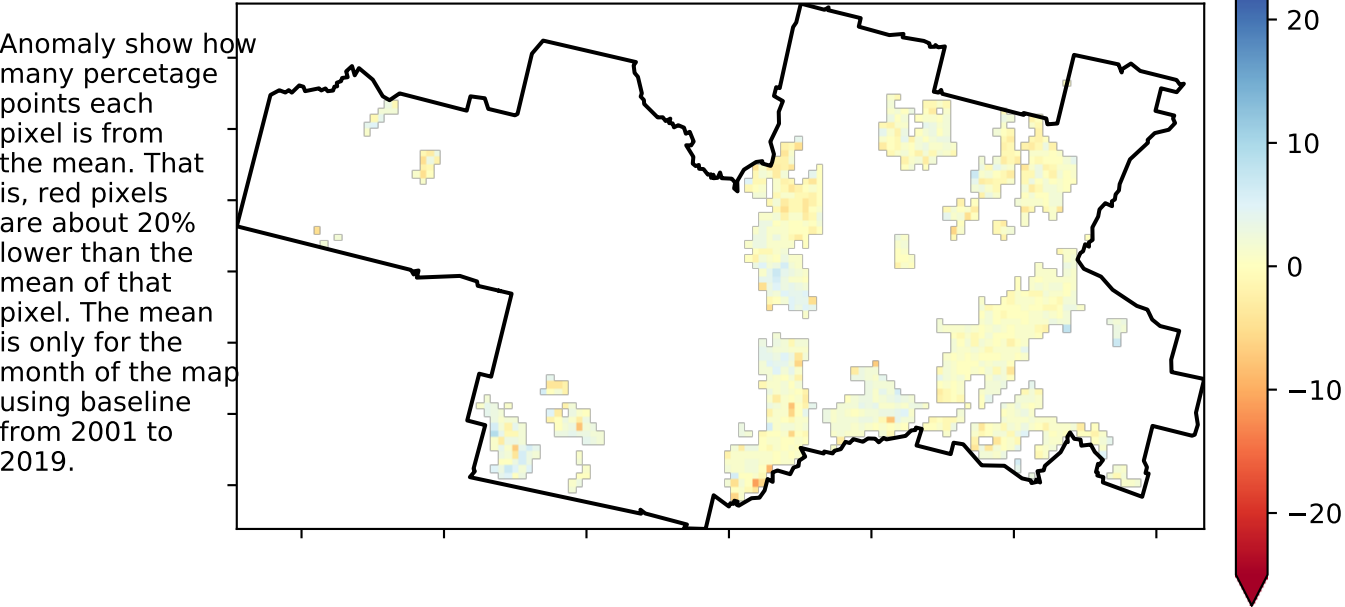 Anomaly show how
many percetage
points each
pixel is from
the mean. That
is, red pixels
are about 20%
lower than the
mean of that
pixel. The mean
is only for the
month of the map
using baseline
from 2001 to
2019.
20
10
0
−10
−20